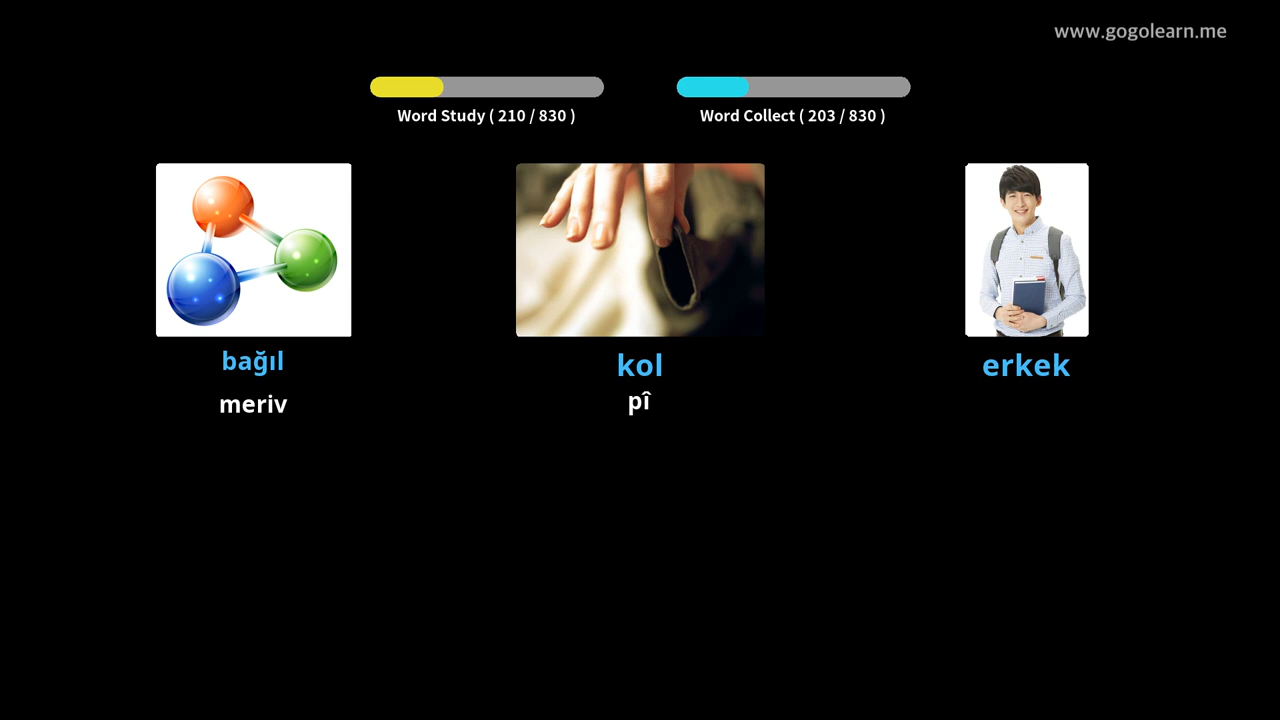 www.gogolearn.me
Word Study ( 210 / 830 )
Word Collect ( 203 / 830 )
bağıl
meriv
kol
pî
erkek